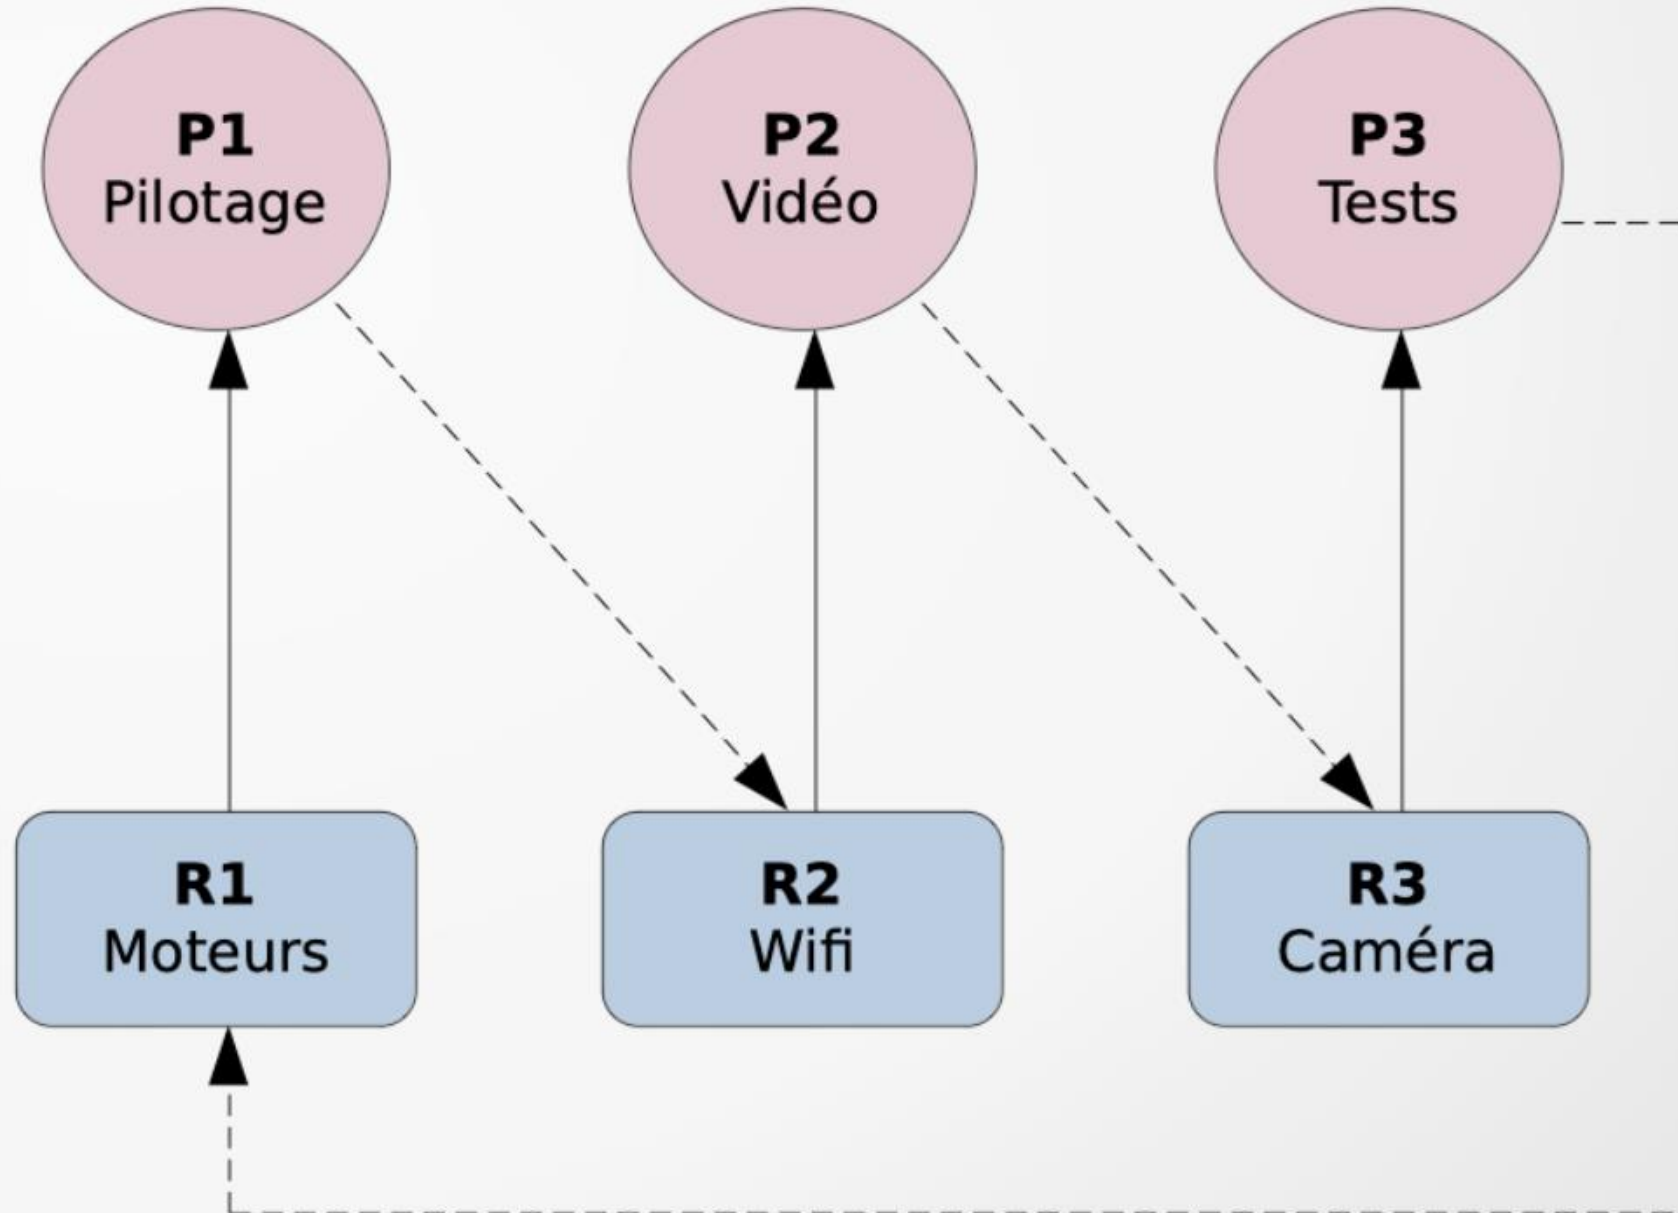 P1
Pilotage
P2
Vidéo
P3
Tests
R1
Moteurs
R2
Wifi
R3
Caméra